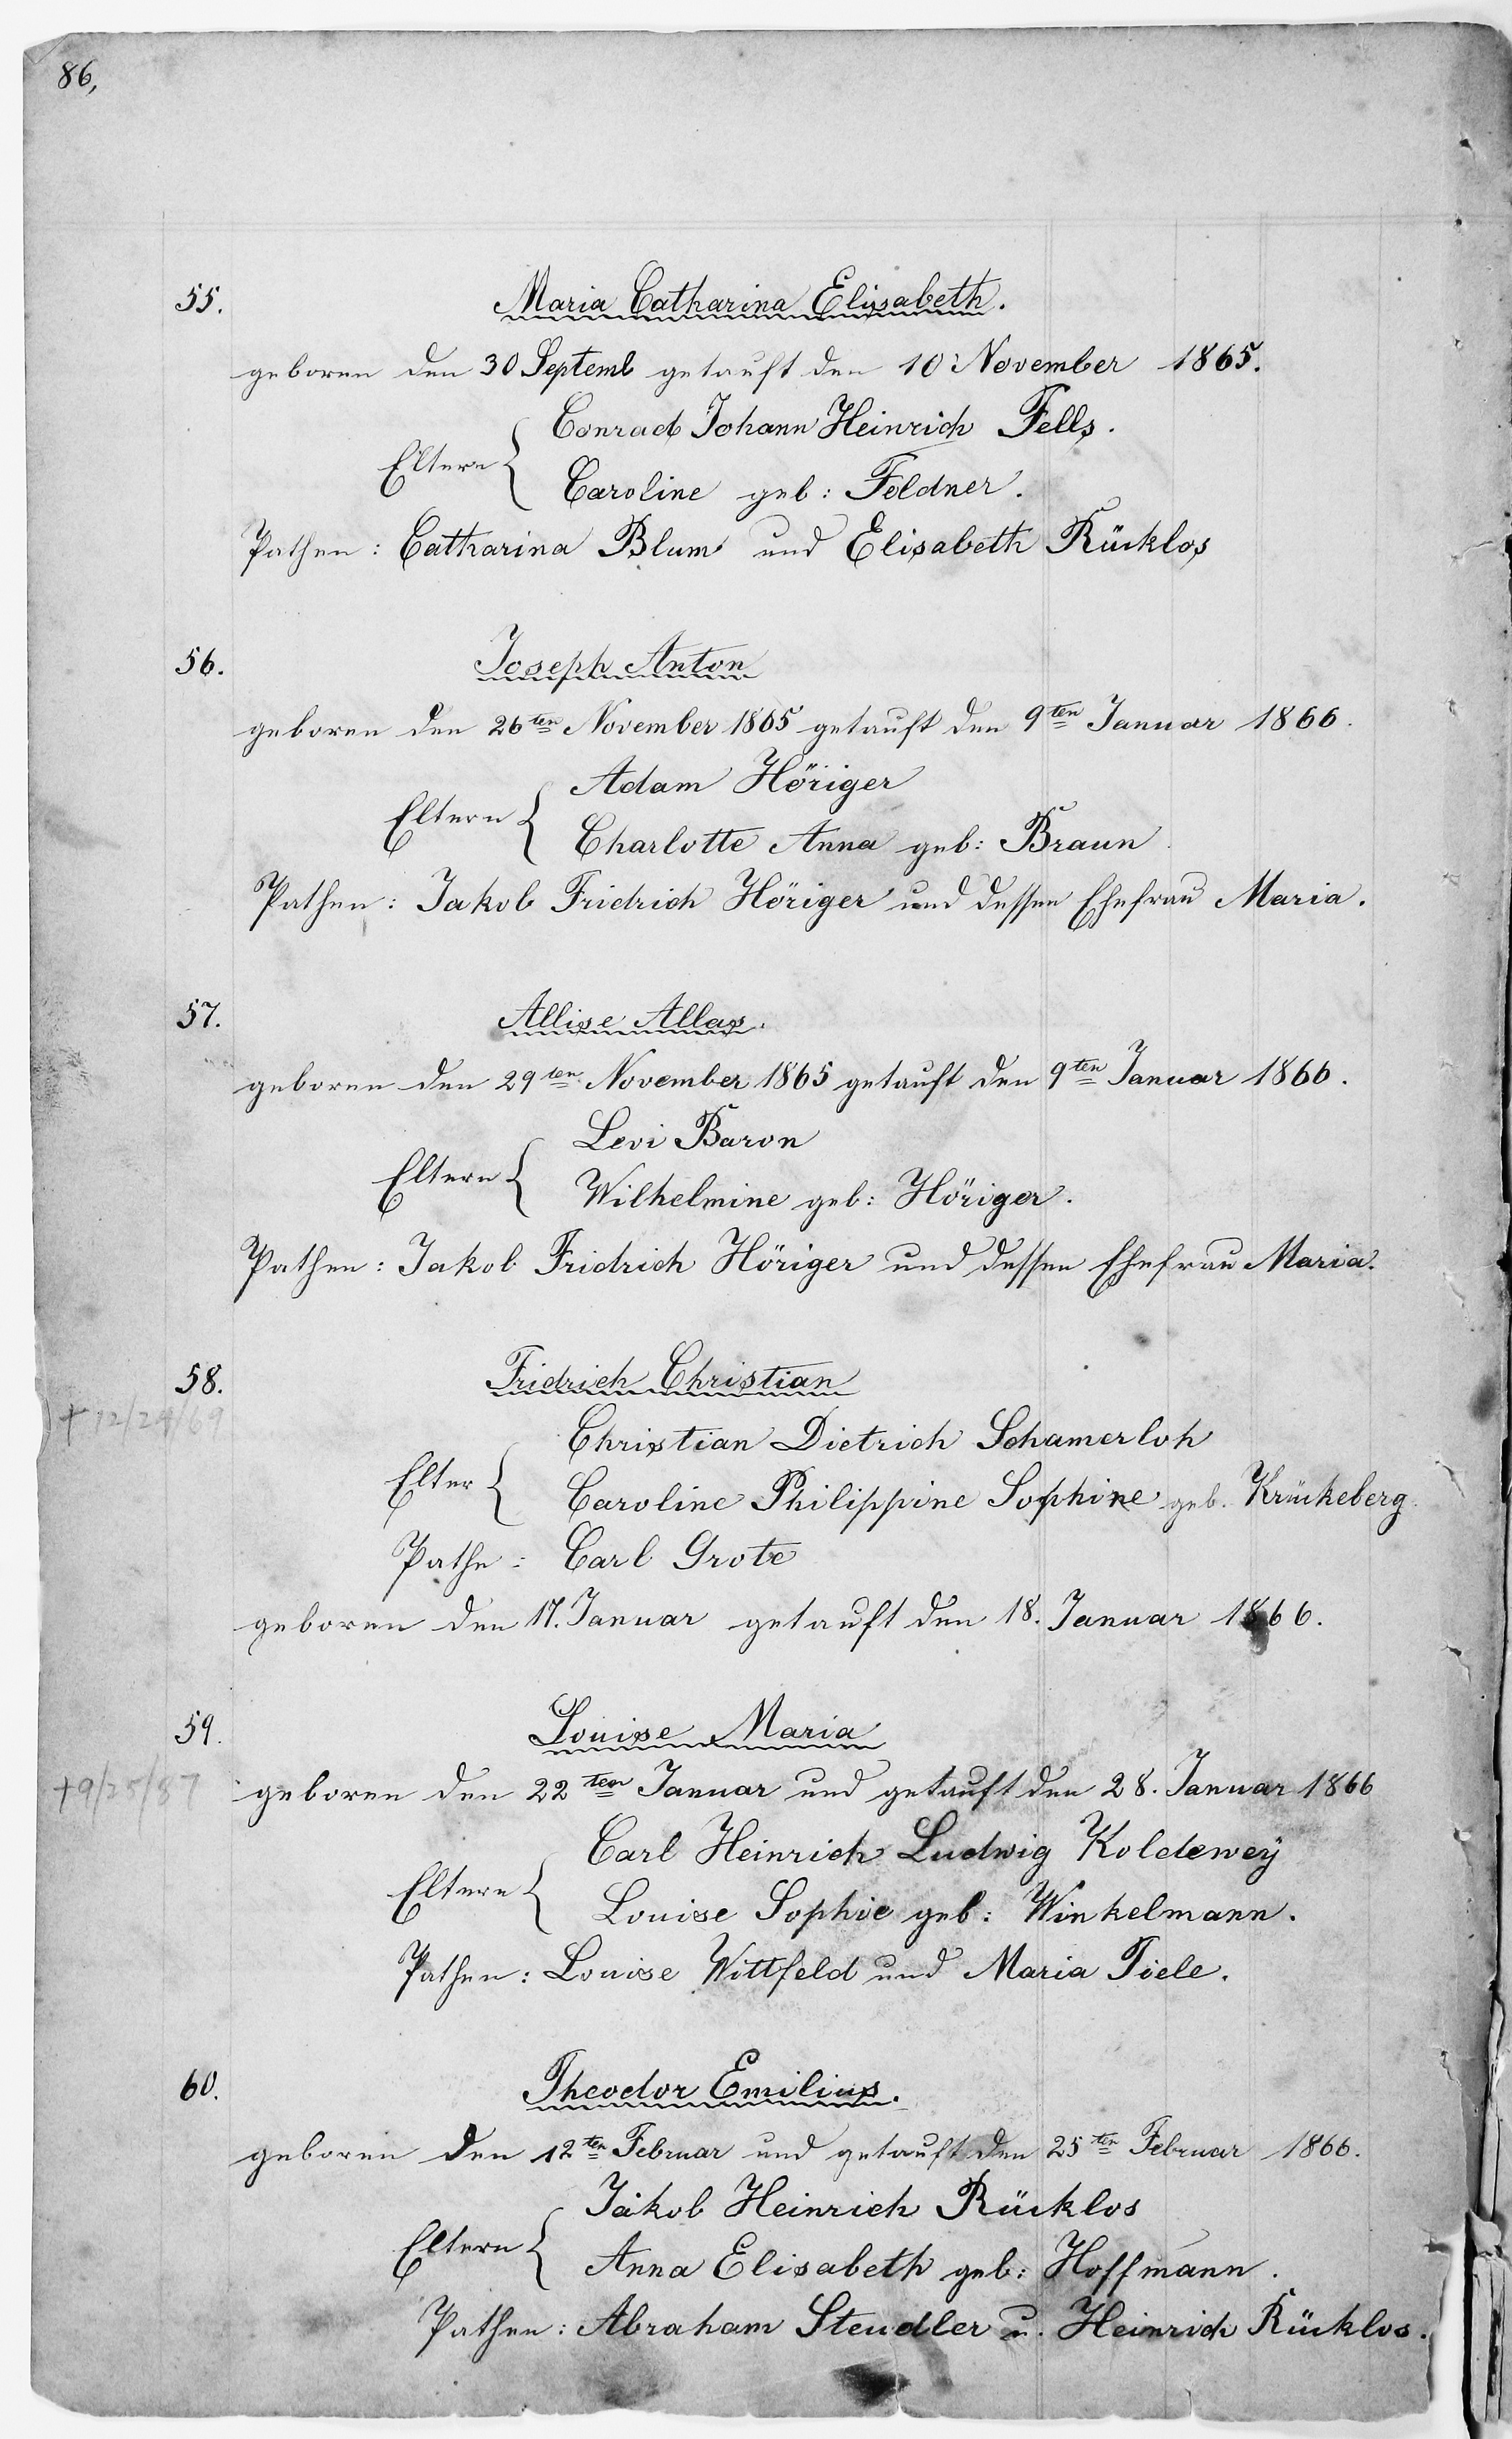 86,
55. Maria Catharina Elisabeth.
geboren den 30 Septemb getauft den 10 November 1865.
Conrad Johann Heinrich Fells.
Eltern {
Caroline geb: Feldner.
Pathen: Catharina Blum und Elisabeth Rücklos
56. Joseph Anton
geboren den 26ten November 1865 getauft den 9ten Januar 1866.
Adam Höriger
Eltern {
Charlotte Anna geb: Braun
Pathen: Jakob Fridrich Höriger und dessen Ehefrau Maria.
57. Allise Allas.
geboren den 29ten November 1865 getauft den 9ten Januar 1866.
Levi Baron
Eltern {
Wilhelmine geb: Höriger.
Pathen: Jakob Fridrich Höriger und dessen Ehefrau Maria.
58. Fridrich Christian
+ 12/24/69
Christian Dietrich Schamerloh
Elter {
Caroline Philippine Sophine geb. Krückeberg
Pathe: Carl Grote
geboren den 17. Januar getauft den 18. Januar 1866.
59. Louise Maria
+9/25/87
geboren den 22ten Januar und getauft den 28. Januar 1866
Carl Heinrich Ludwig Koldewey
Eltern {
Louise Sophie geb: Winkelmann.
Pathen: Louise Wittfeld und Maria Tiele.
60. Theodor Emilius.
geboren den 12ten Februar und getauft den 25ten Februar 1866.
Jakob Heinrich Rücklos
Eltern {
Anna Elisabeth geb: Hoffmann.
Pathen: Abraham Steudler u. Heinrich Rücklos.